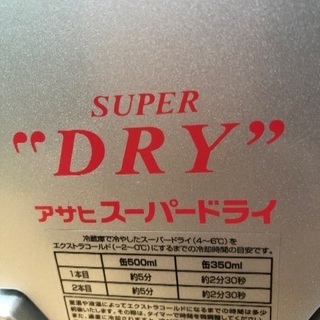 SUPER
"DRY"
アサヒスーパードライ
冷蔵庫で冷やしたスーパードライ(4~6℃)を
エクストラコールド(−2~0℃)にするまでの冷却時間の目安です。
缶500ml 缶350ml
1本目 約5分 約2分30秒
2本目 約5分 約2分30秒